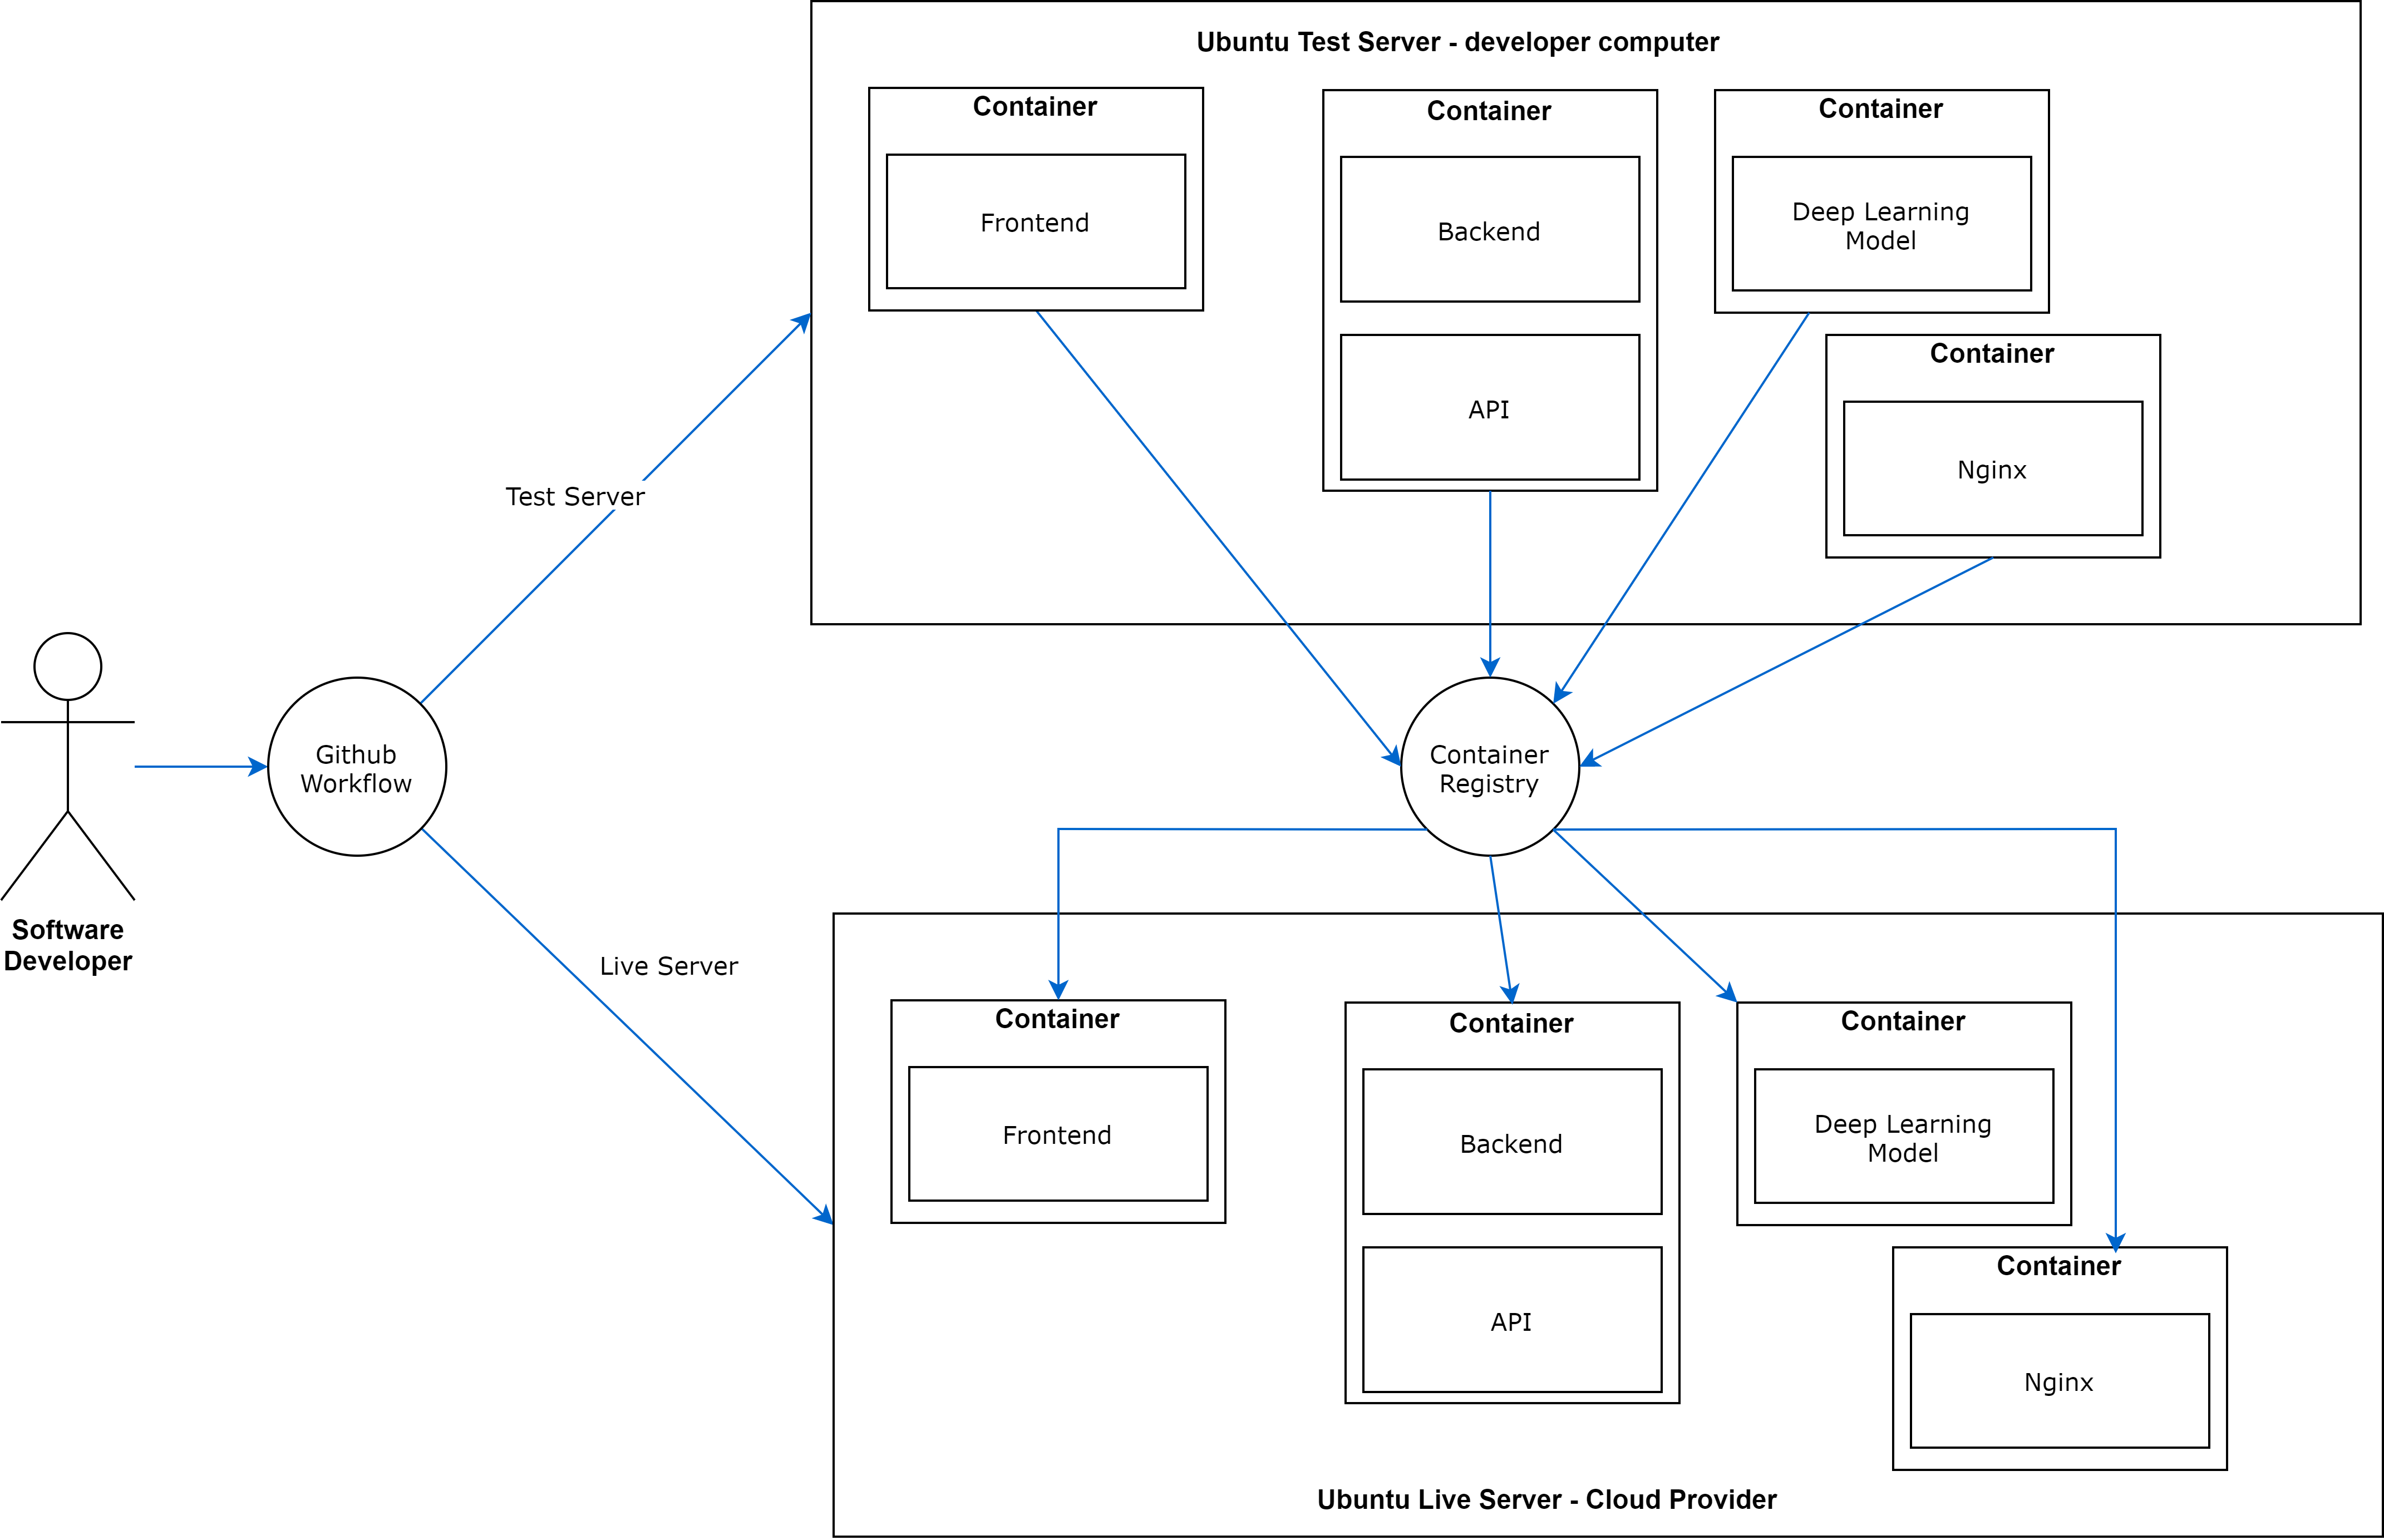 Ubuntu Test Server - developer computer
Container
Frontend
Container
Backend
API
Container
Deep Learning
Model
Container
Nginx
Test Server
Software
Developer
Github
Workflow
Container
Registry
Live Server
Container
Frontend
Container
Backend
API
Container
Deep Learning
Model
Container
Nginx
Ubuntu Live Server - Cloud Provider